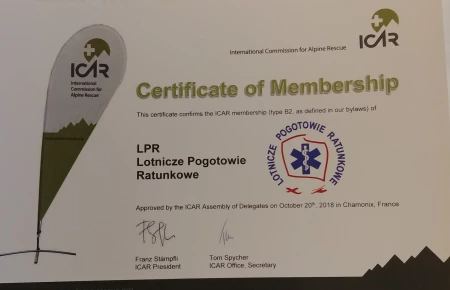 ICAR
International Commission for Alpine Rescue
ICAR
International
Commission for
Alpine Rescue
Certificate of Membership
This certificate confirms the ICAR membership (type B2, as defined in our bylaws) of
LPR
Lotnicze Pogotowie
Ratunkowe
LOTNICZE POGOTOWIE RATUNKOWE
Approved by the ICAR Assembly of Delegates on October 20th, 2018 in Chamonix, France
Franz Stämpfli
ICAR President
Tom Spycher
ICAR Office, Secretary